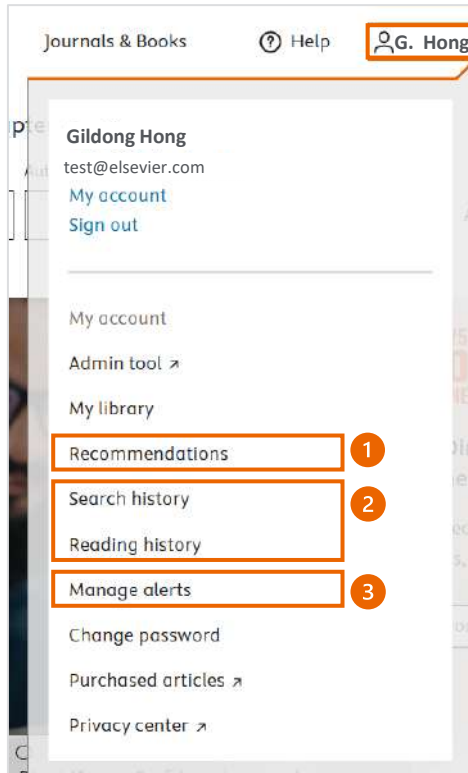 Journals & Books
Help
G. Hong
Gildong Hong
test@elsevier.com
My account
Sign out
My account
Admin tool ↗
My library
Recommendations
1
Search history
2
Reading history
Manage alerts
3
Change password
Purchased articles ↗
Privacy center ↗